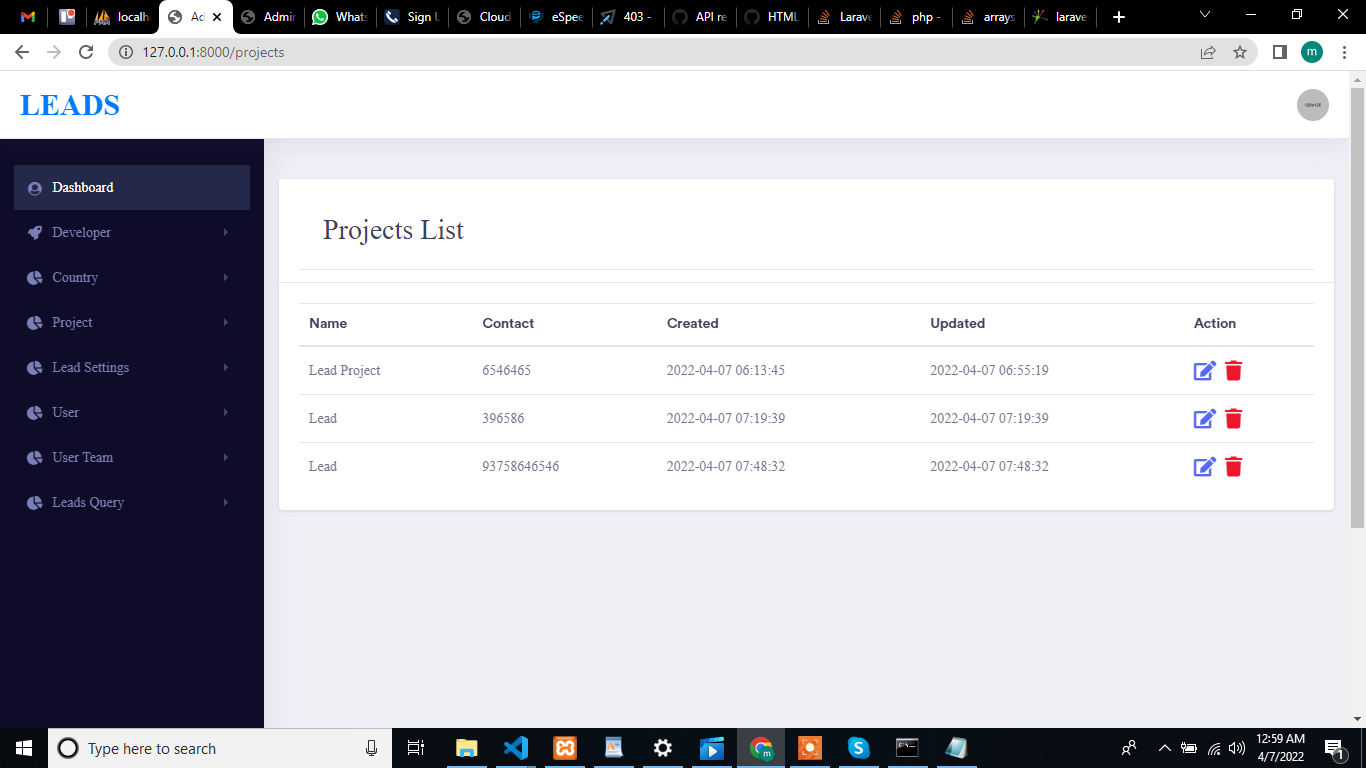 localh
Ad
Admin
Whats
Sign U
Cloud
eSpee
403 -
API re
HTML
Larave
php -
arrays
larave
127.0.0.1:8000/projects
m
LEADS
Dashboard
Developer
Country
Project
Lead Settings
User
User Team
Leads Query
Projects List
Name Contact Created Updated Action
Lead Project 6546465 2022-04-07 06:13:45 2022-04-07 06:55:19
Lead 396586 2022-04-07 07:19:39 2022-04-07 07:19:39
Lead 93758646546 2022-04-07 07:48:32 2022-04-07 07:48:32
Type here to search
12:59 AM
4/7/2022
1